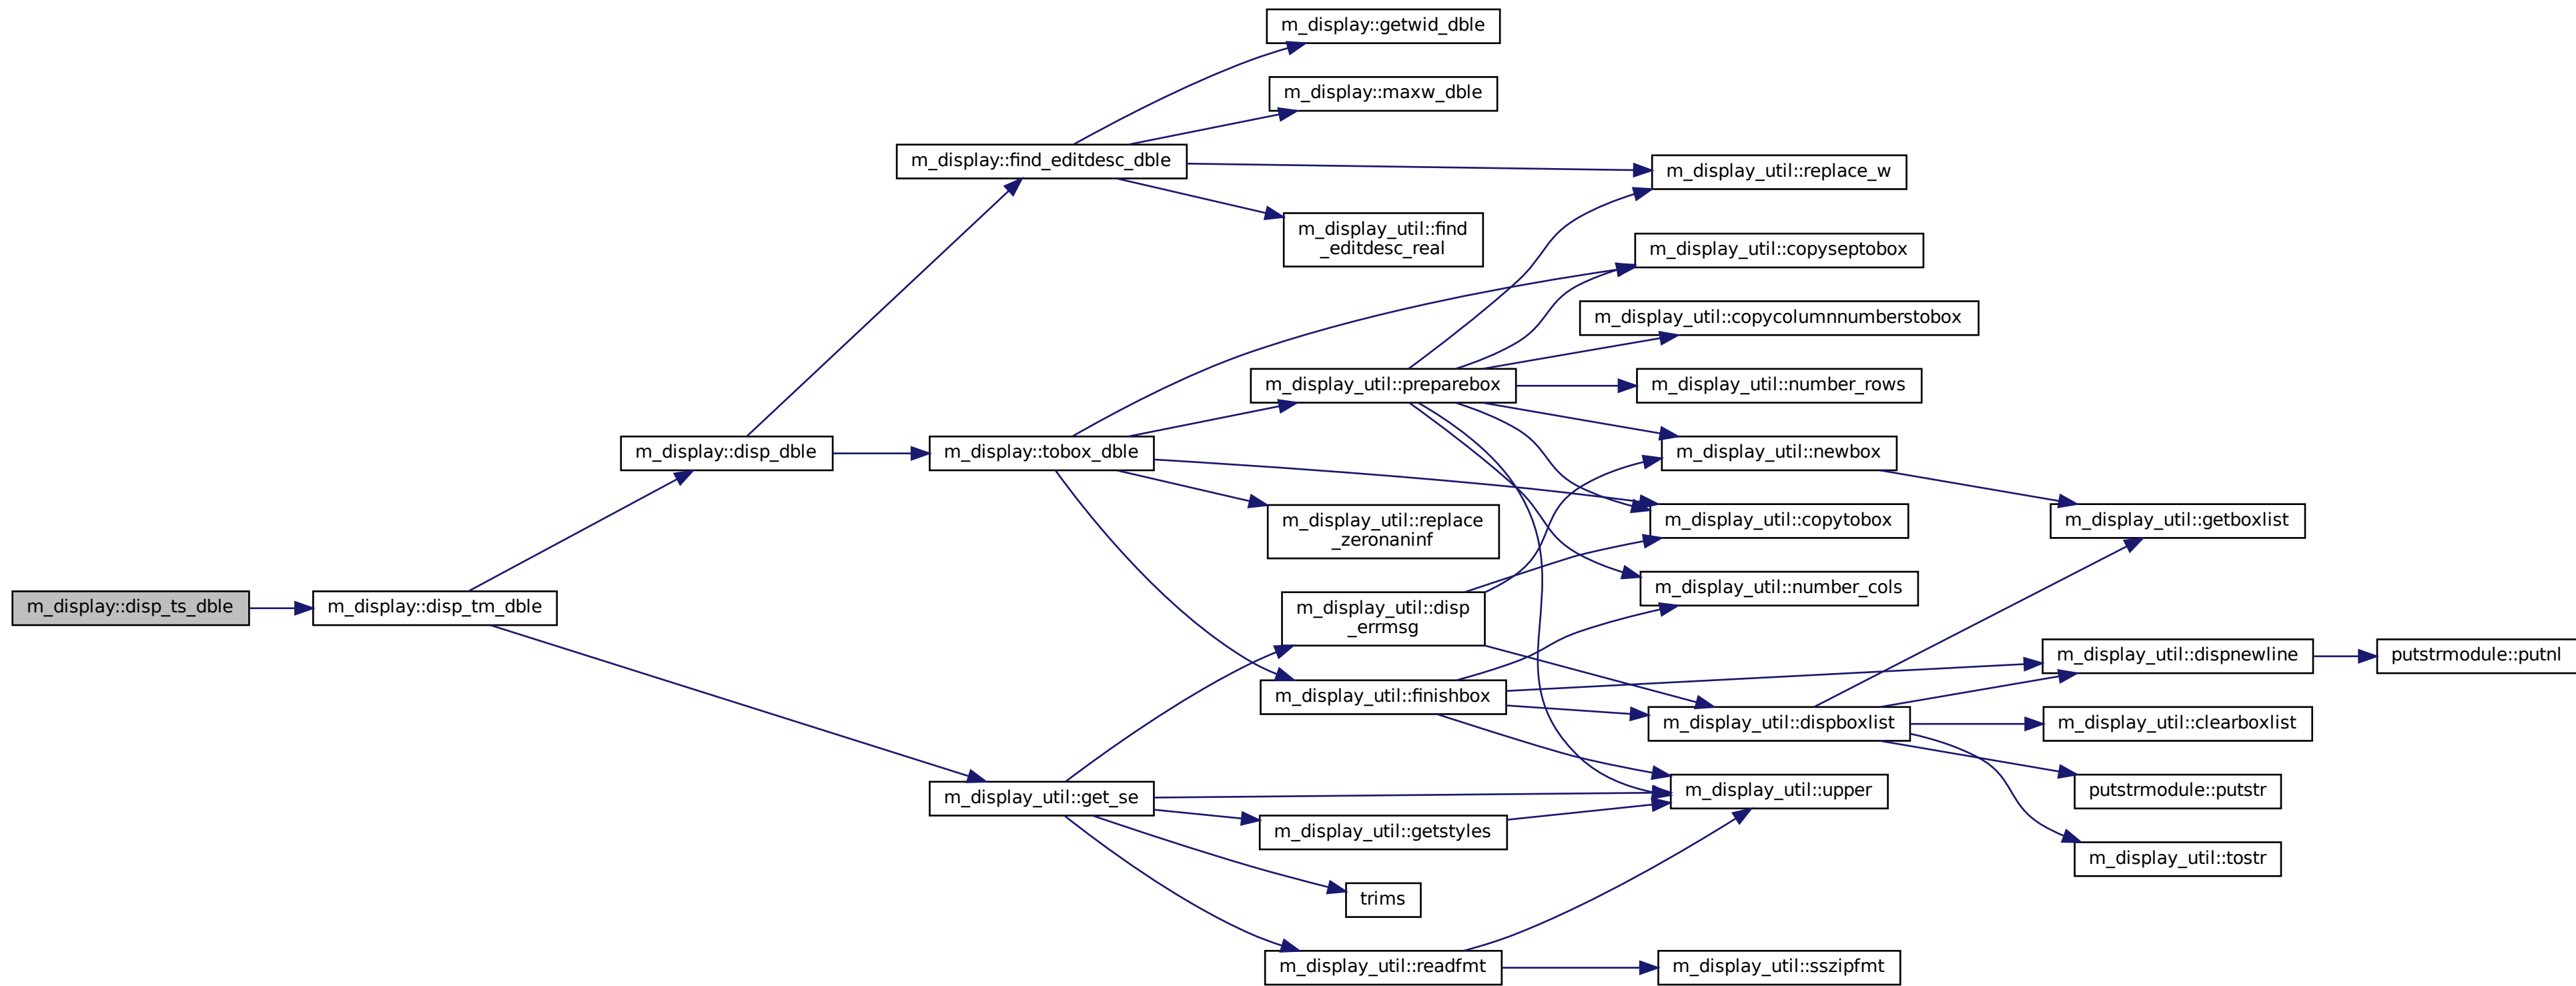 m_display::getwid_dble
m_display::maxw_dble
m_display::find_editdesc_dble
m_display_util::replace_w
m_display_util::find
_editdesc_real
m_display_util::copyseptobox
m_display_util::copycolumnnumberstobox
m_display_util::preparebox
m_display_util::number_rows
m_display::disp_dble
m_display::tobox_dble
m_display_util::newbox
m_display_util::replace
_zeronaninf
m_display_util::copytobox
m_display_util::getboxlist
m_display_util::number_cols
m_display::disp_ts_dble
m_display::disp_tm_dble
m_display_util::disp
_errmsg
m_display_util::dispnewline
putstrmodule::putnl
m_display_util::finishbox
m_display_util::dispboxlist
m_display_util::clearboxlist
m_display_util::get_se
m_display_util::upper
putstrmodule::putstr
m_display_util::getstyles
m_display_util::tostr
trims
m_display_util::readfmt
m_display_util::sszipfmt